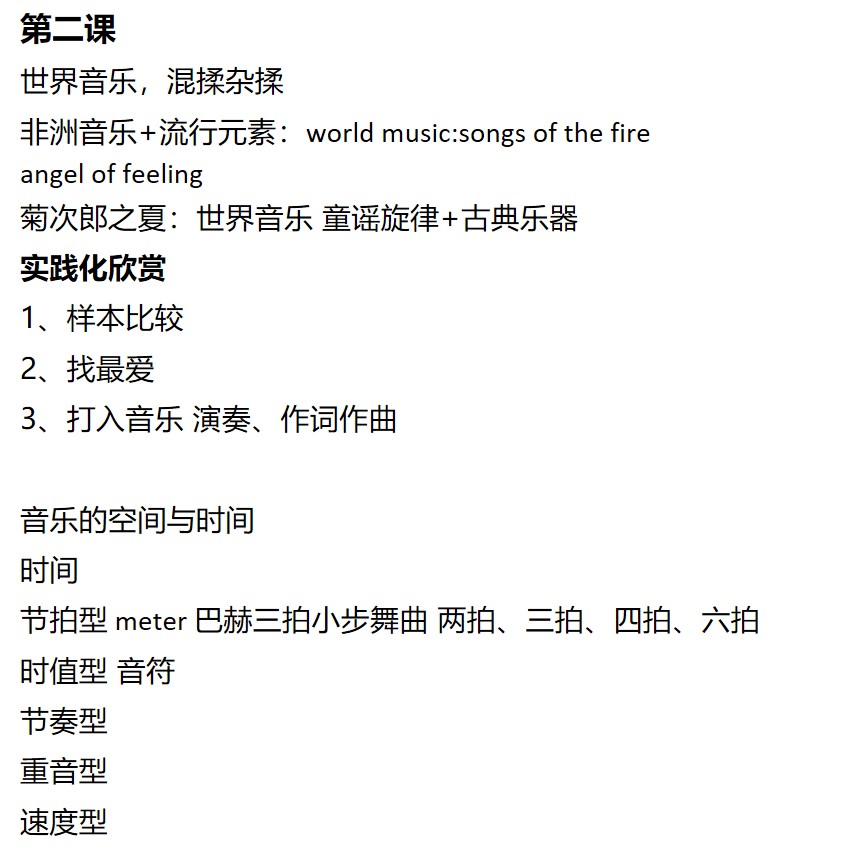 第二课
世界音乐，混揉杂揉
非洲音乐+流行元素：world music:songs of the fire
angel of feeling
菊次郎之夏：世界音乐 童谣旋律+古典乐器
实践化欣赏
1、样本比较
2、找最爱
3、打入音乐 演奏、作词作曲
音乐的空间与时间
时间
节拍型 meter 巴赫三拍小步舞曲 两拍、三拍、四拍、六拍
时值型 音符
节奏型
重音型
速度型